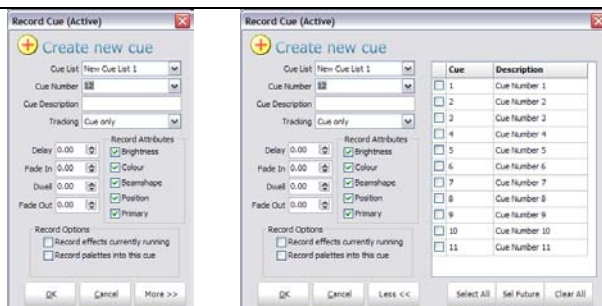 Record Cue (Active)
Create new cue
Cue List New Cue List 1
Cue Number 12
Cue Description
Tracking Cue only
Record Attributes
Delay 0.00 Brightness
Fade In 0.00 Colour
Dwell 0.00 Beamshape
Fade Out 0.00 Position
Primary
Record Options
Record effects currently running
Record palettes into this cue
OK Cancel More >>
Record Cue (Active)
Create new cue
Cue List New Cue List 1
Cue Number 12
Cue Description
Tracking Cue only
Record Attributes
Delay 0.00 Brightness
Fade In 0.00 Colour
Dwell 0.00 Beamshape
Fade Out 0.00 Position
Primary
Record Options
Record effects currently running
Record palettes into this cue
OK Cancel Less <<
Cue Description
1 Cue Number 1
2 Cue Number 2
3 Cue Number 3
4 Cue Number 4
5 Cue Number 5
6 Cue Number 6
7 Cue Number 7
8 Cue Number 8
9 Cue Number 9
10 Cue Number 10
11 Cue Number 11
Select All Sel Future Clear All